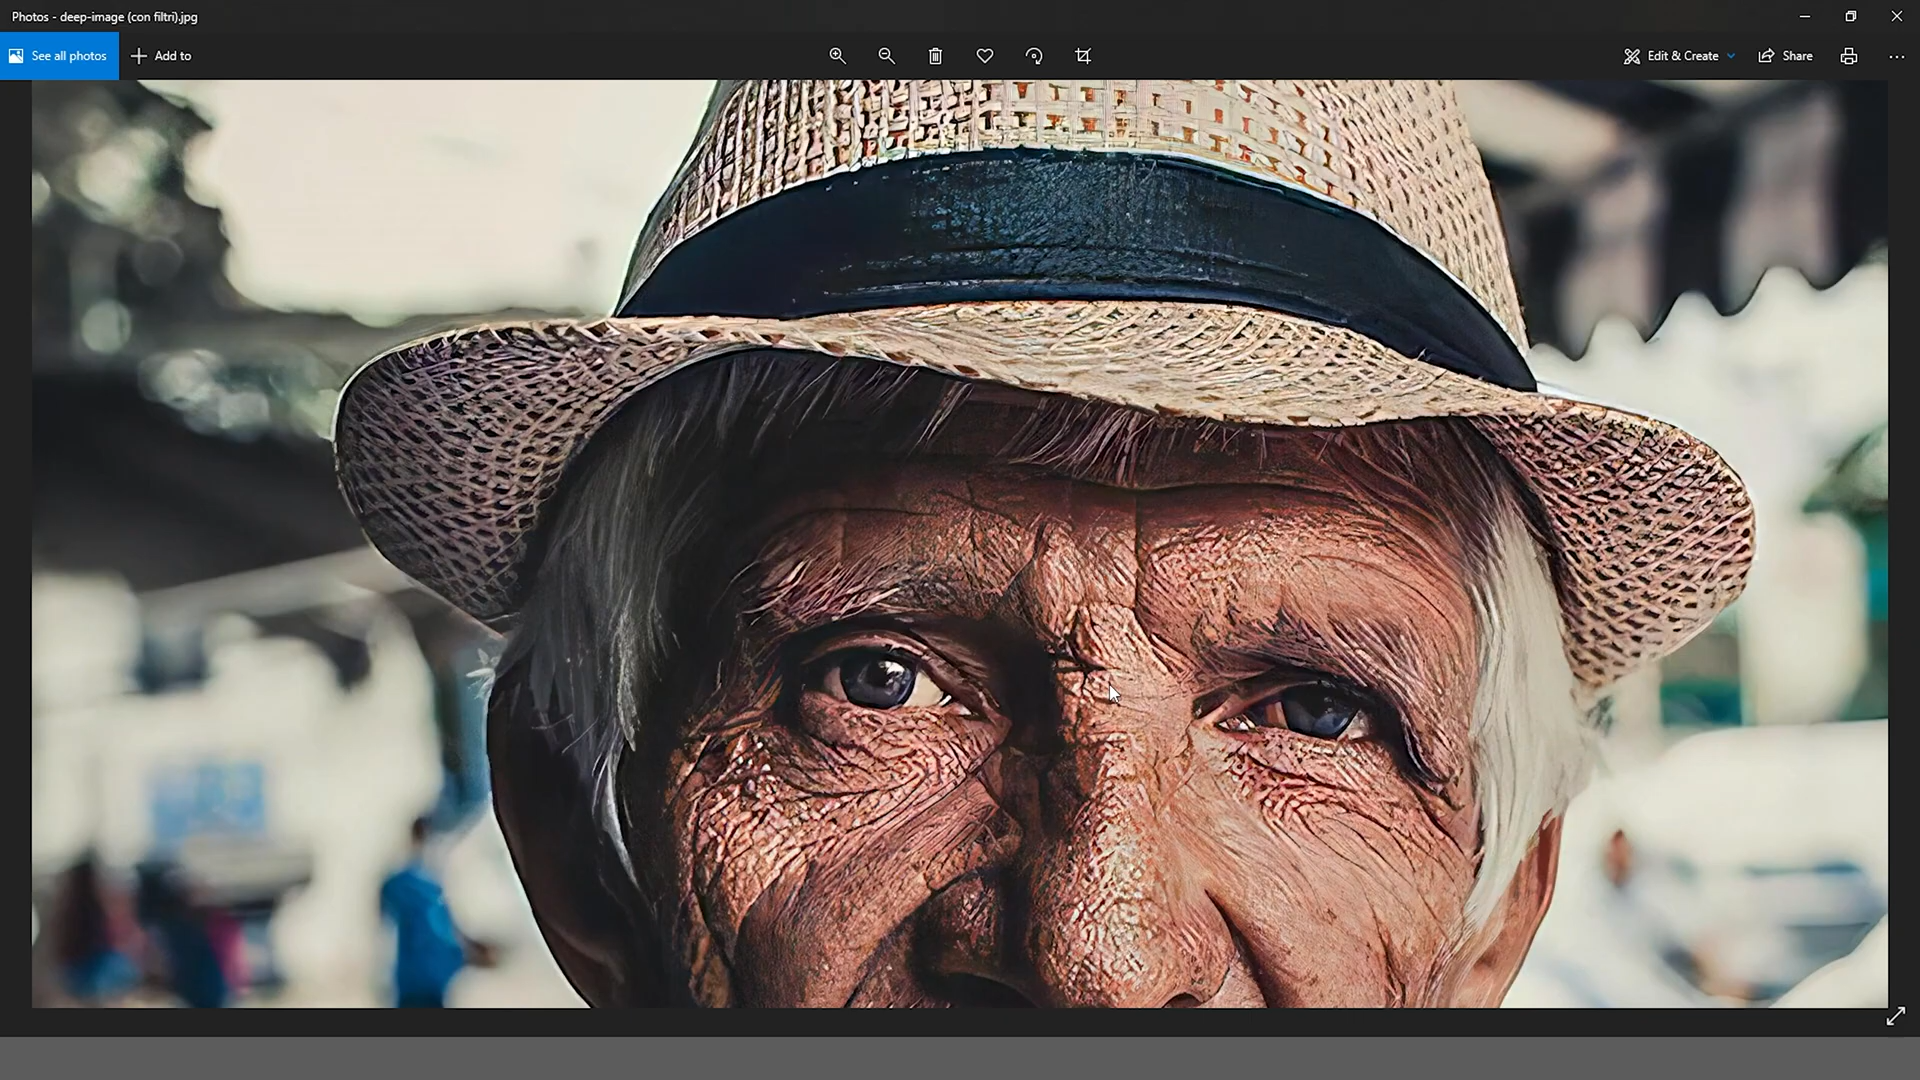 Photos - deep-image (con filtri).jpg
See all photos
Add to
Edit & Create
Share